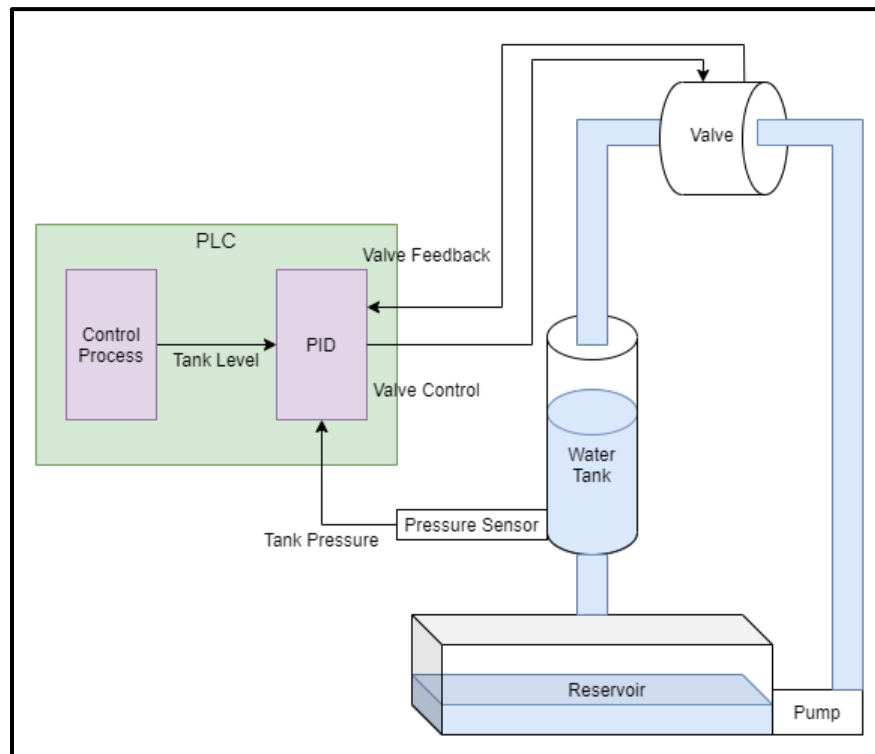 Valve
PLC
Valve Feedback
Control
Process
PID
Tank Level
Valve Control
Water
Tank
Pressure Sensor
Tank Pressure
Reservoir
Pump